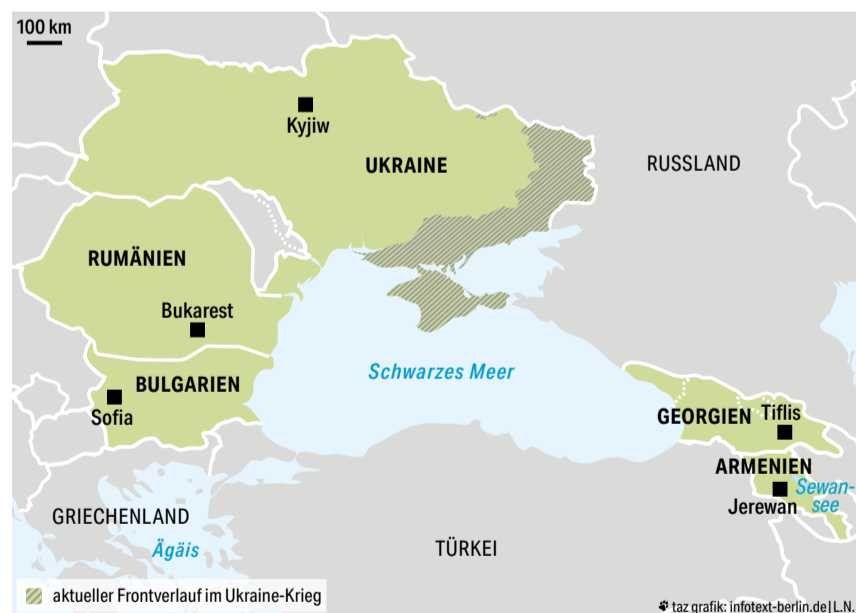 100 km
Kyjiw
UKRAINE
RUSSLAND
RUMÄNIEN
Bukarest
BULGARIEN
Sofia
Schwarzes Meer
GEORGIEN
Tiflis
ARMENIEN
Jerewan
Sewan-
see
GRIECHENLAND
Ägäis
TÜRKEI
aktueller Frontverlauf im Ukraine-Krieg
taz grafik: infotext-berlin.de | L.N.